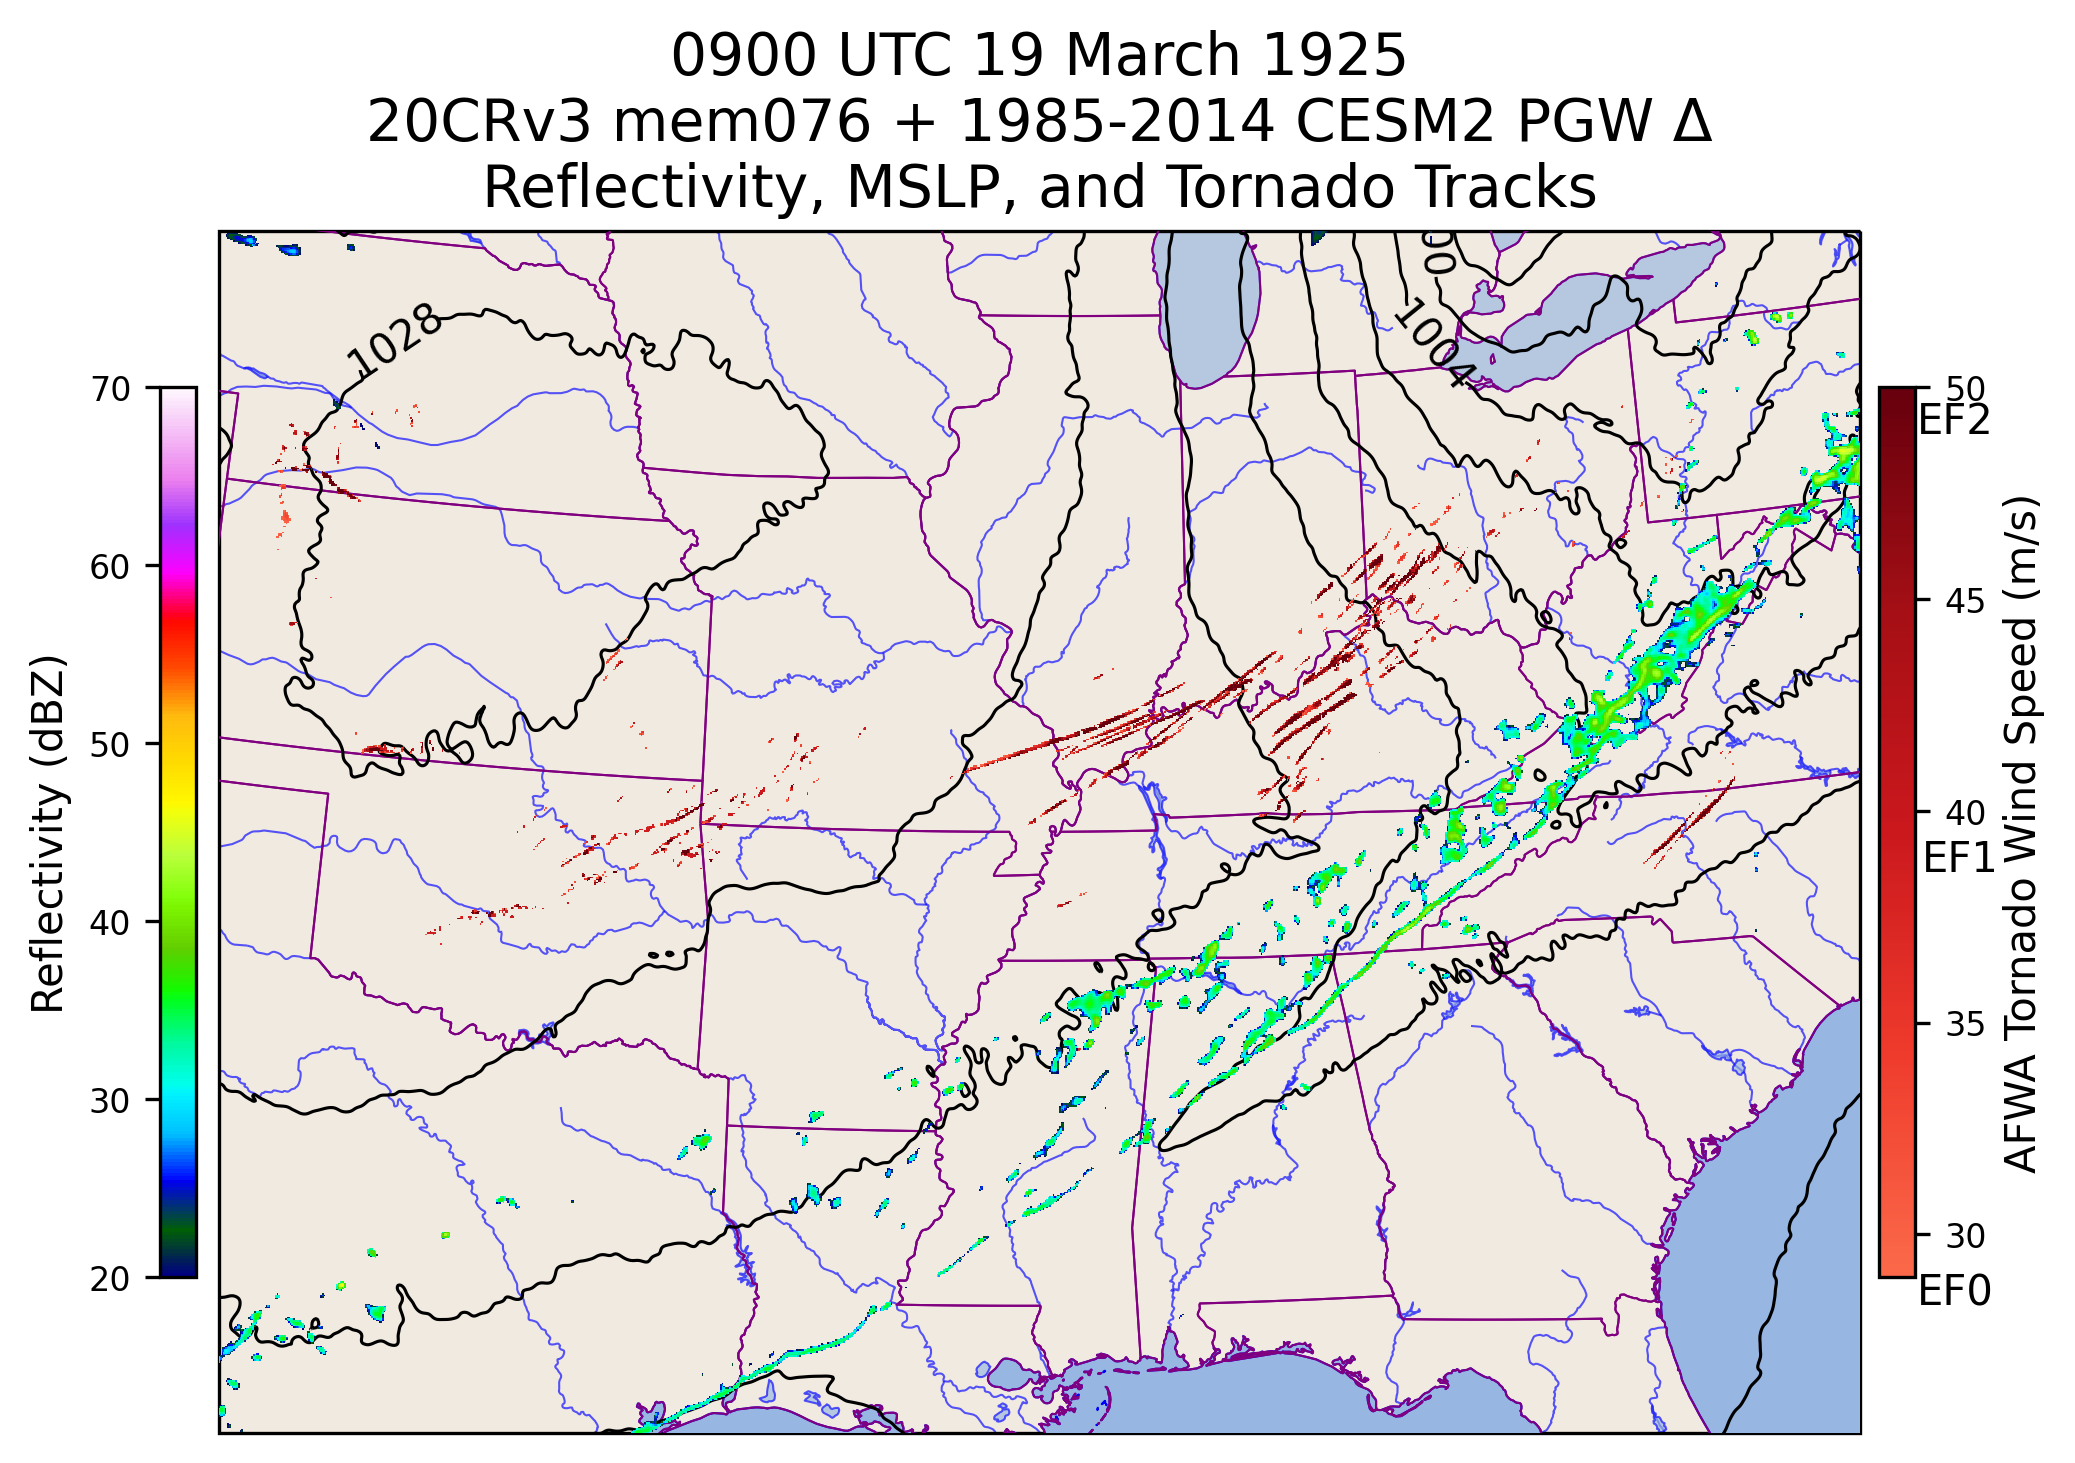 0900 UTC 19 March 1925
20CRv3 mem076 + 1985-2014 CESM2 PGW Δ
Reflectivity, MSLP, and Tornado Tracks
1028
1004
70
60
50
40
30
20
Reflectivity (dBZ)
50
EF2
45
40
EF1
35
30
EF0
AFWA Tornado Wind Speed (m/s)